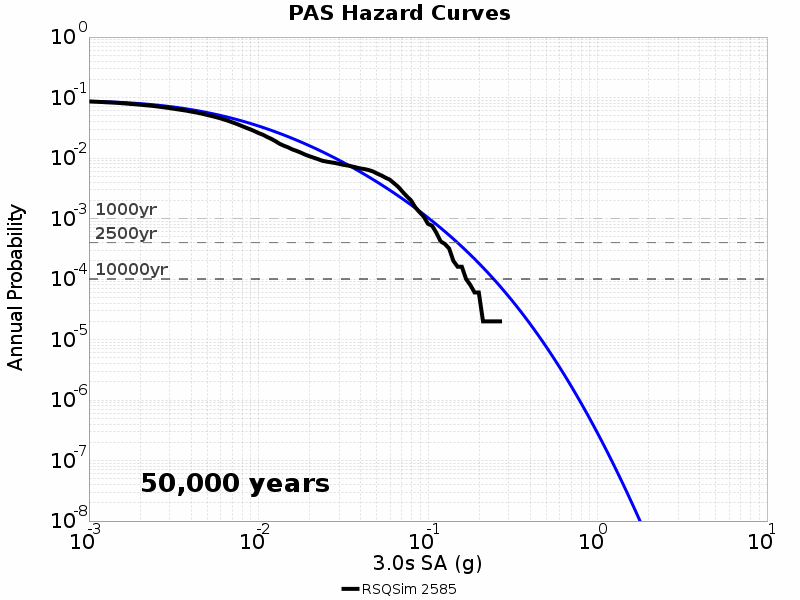 PAS Hazard Curves
Annual Probability
10^0
10^-1
10^-2
10^-3
10^-4
10^-5
10^-6
10^-7
10^-8
1000yr
2500yr
10000yr
50,000 years
10^-3 10^-2 10^-1 10^0 10^1
3.0s SA (g)
RSQSim 2585